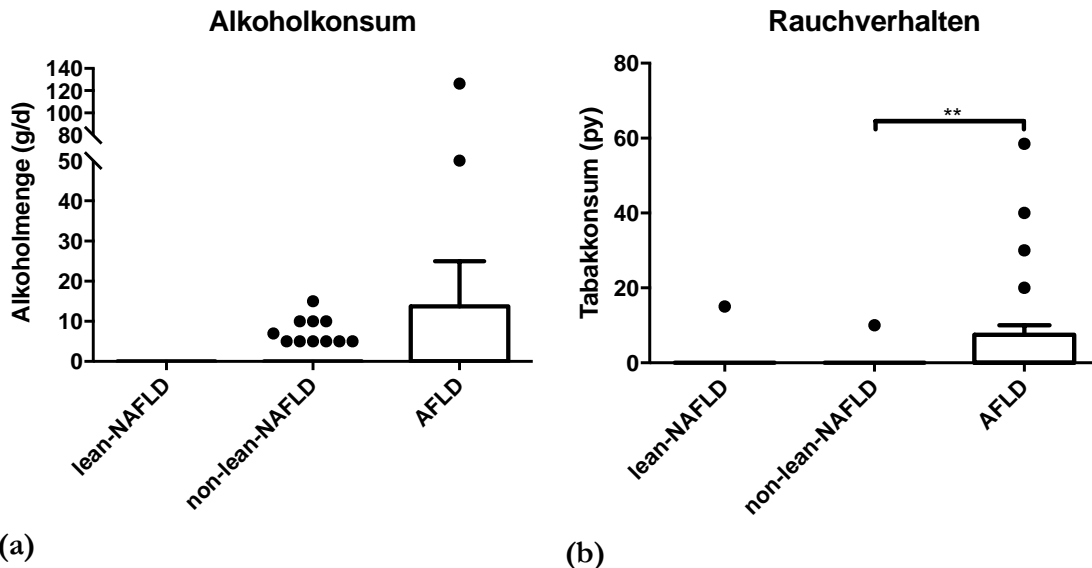 Alkoholkonsum
Alkoholmenge (g/d)
140
120
100
80
50
40
30
20
10
0
lean-NAFLD
non-lean-NAFLD
AFLD
(a)
Rauchverhalten
Tabakkonsum (py)
80
60
40
20
0
**
lean-NAFLD
non-lean-NAFLD
AFLD
(b)